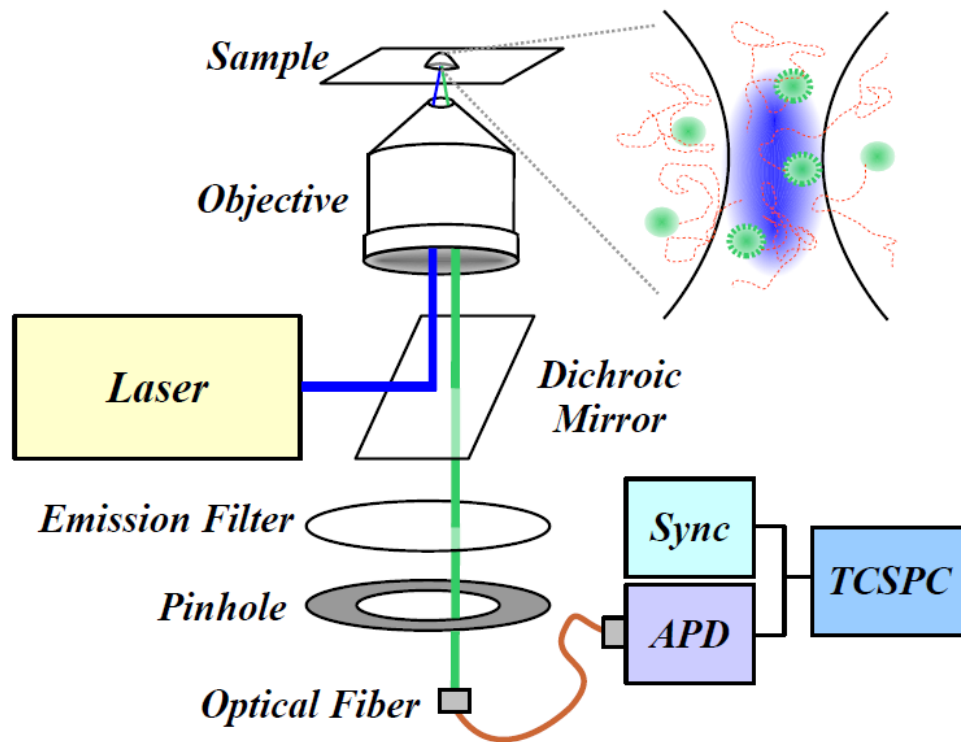 Sample
Objective
Laser
Dichroic
Mirror
Emission Filter
Sync
TCSPC
Pinhole
APD
Optical Fiber